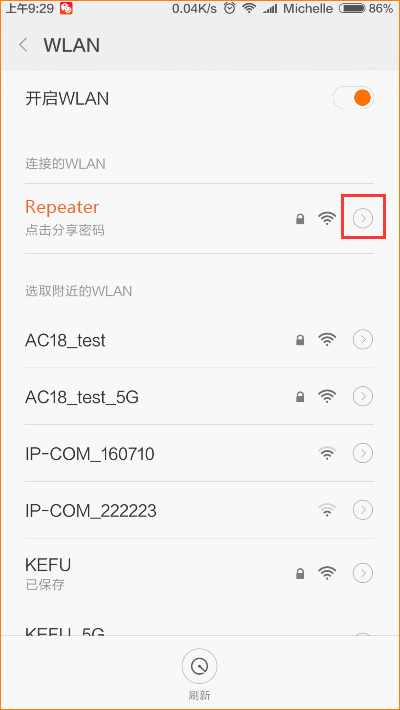 上午9:29 0.04K/s Michelle 86%
WLAN
开启WLAN
连接的WLAN
Repeater
点击分享密码
选取附近的WLAN
AC18_test
AC18_test_5G
IP-COM_160710
IP-COM_222223
KEFU
已保存
KEFU_5G
刷新